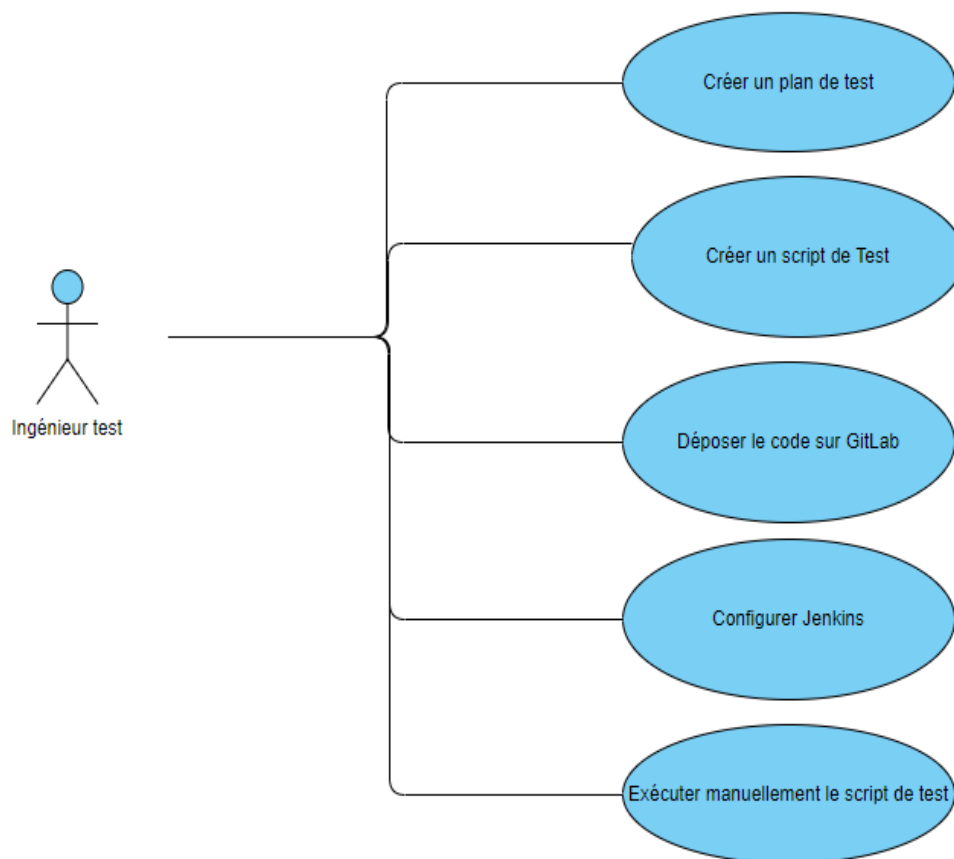 Créer un plan de test
Créer un script de Test
Ingénieur test
Déposer le code sur GitLab
Configurer Jenkins
Exécuter manuellement le script de test